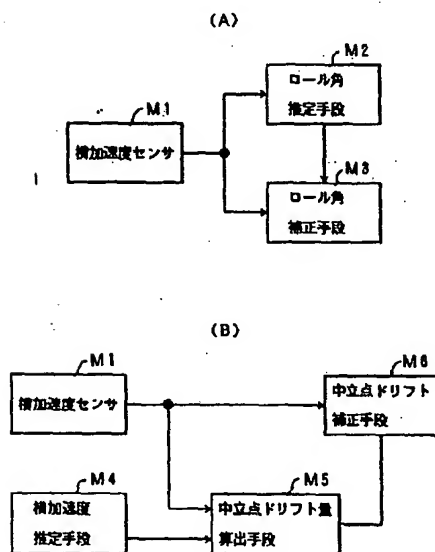 (A)
M1
横加速度センサ
M2
ロール角
推定手段
M3
ロール角
補正手段
(B)
M1
横加速度センサ
M6
中立点ドリフト
補正手段
M4
横加速度
推定手段
M5
中立点ドリフト量
算出手段